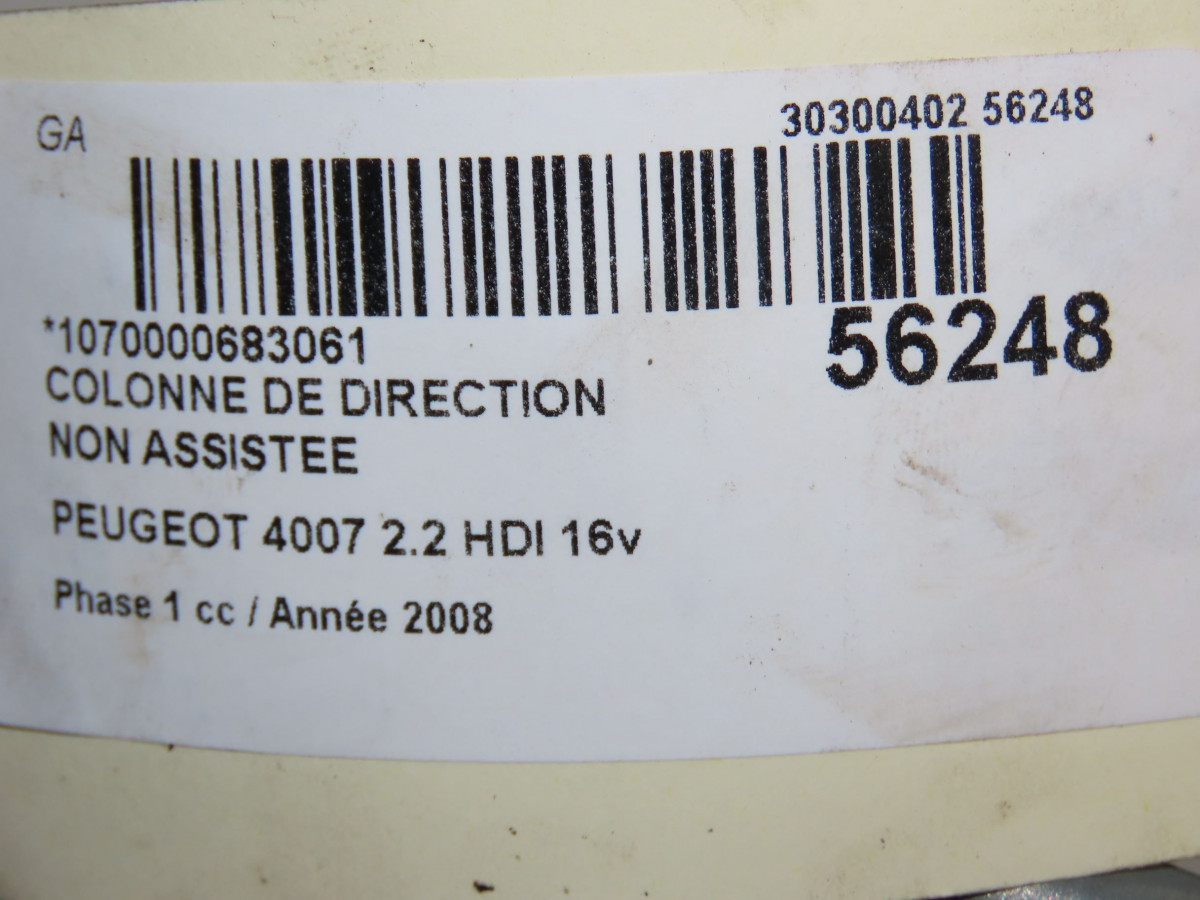 GA
30300402 56248
*1070000683061
56248
COLONNE DE DIRECTION
NON ASSISTEE
PEUGEOT 4007 2.2 HDI 16v
Phase 1 cc / Année 2008